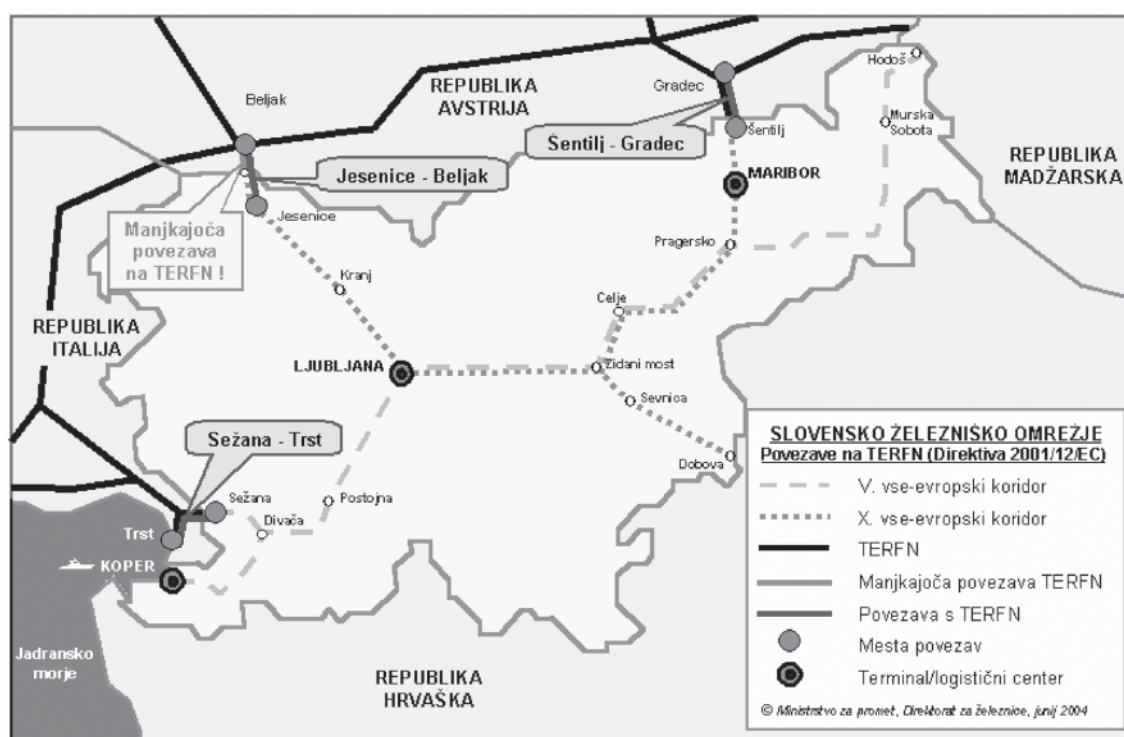 Hodoš
REPUBLIKA
AVSTRIJA
Gradec
Beljak
Murska
Sobota
Šentilj
Šentilj - Gradec
REPUBLIKA
MADŽARSKA
Jesenice - Beljak
MARIBOR
Manjkajoča
povezava
na TERFN !
Jesenice
Pragersko
Kranj
Celje
REPUBLIKA
ITALIJA
LJUBLJANA
Zidani most
Sevnica
Sežana - Trst
Dobova
Sežana
Postojna
Divača
Trst
KOPER
Jadransko
morje
REPUBLIKA
HRVAŠKA
SLOVENSKO ŽELEZNIŠKO OMREŽJE
Povezave na TERFN (Direktiva 2001/12/EC)
V. vse-evropski koridor
X. vse-evropski koridor
TERFN
Manjkajoča povezava TERFN
Povezava s TERFN
Mesta povezav
Terminal/logistični center
© Ministrstvo za promet, Direktorat za železnice, junij 2004